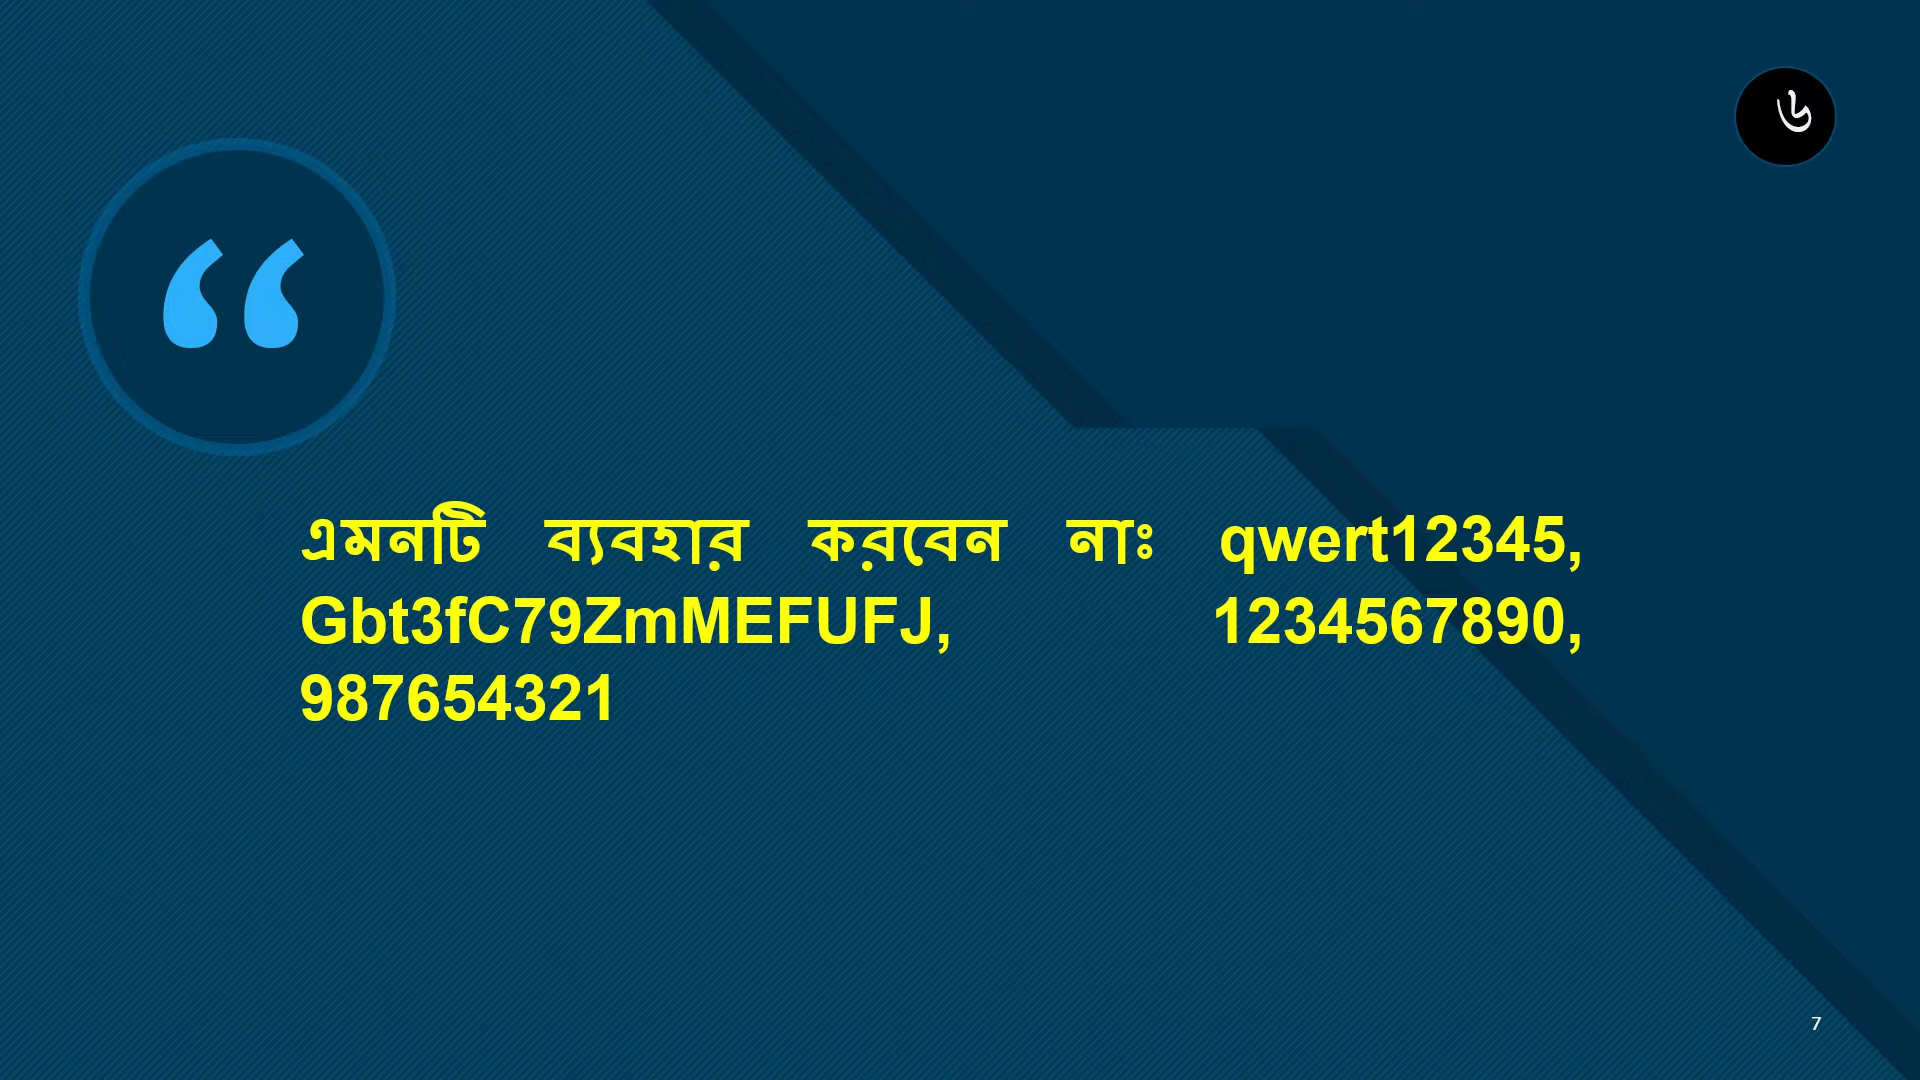 ৬
“
এমনটি ব্যবহার করবেন নাঃ qwert12345,
Gbt3fC79ZmMEFUFJ, 1234567890,
987654321
7